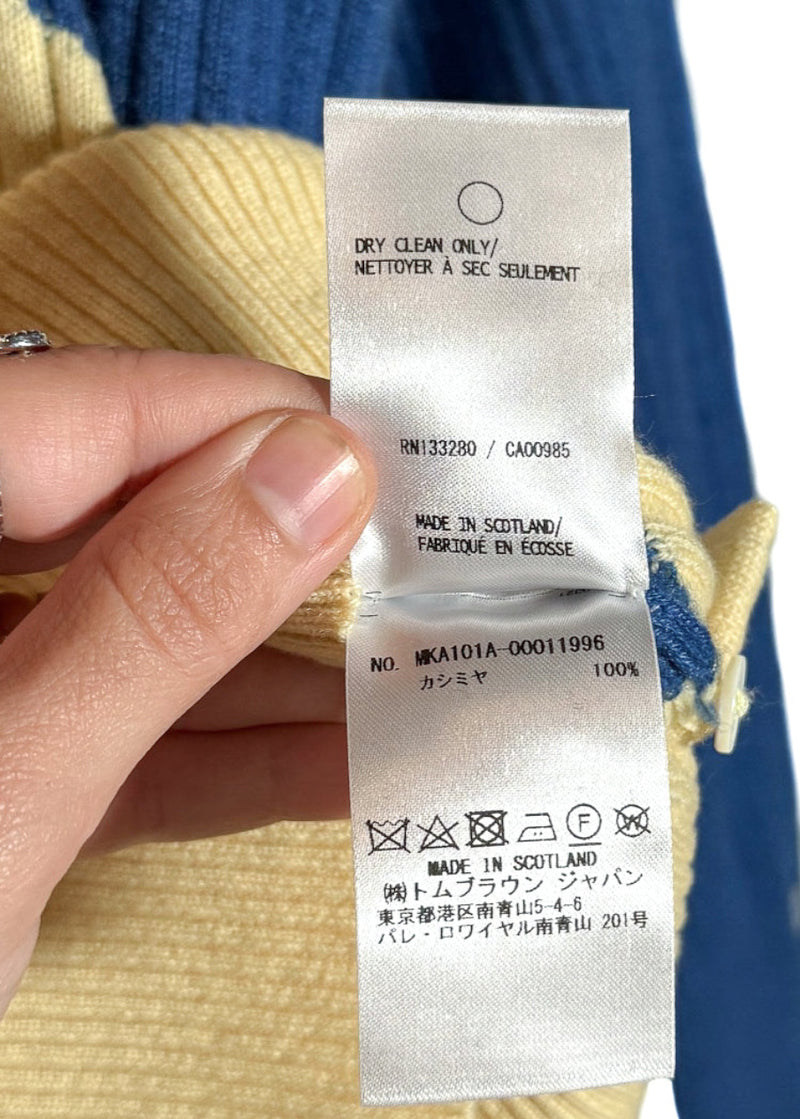 DRY CLEAN ONLY/
NETTOYER À SEC SEULEMENT
RN133280 / CA00985
MADE IN SCOTLAND/
FABRIQUÉ EN ÉCOSSE
NO. MKA101A-00011996
カシミヤ 100%
F W
MADE IN SCOTLAND
(株)トムブラウン ジャパン
東京都港区南青山5-4-6
パレ・ロワイヤル南青山 201号